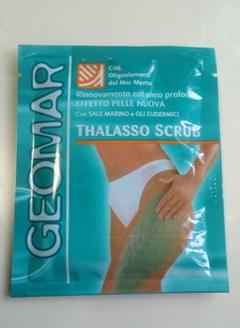 GEOMAR
Con
Oligoelementi
del Mar Morto
Rinnovamento cutaneo profondo
EFFETTO PELLE NUOVA
Con SALE MARINO e OLI EUDERMICI
THALASSO SCRUB